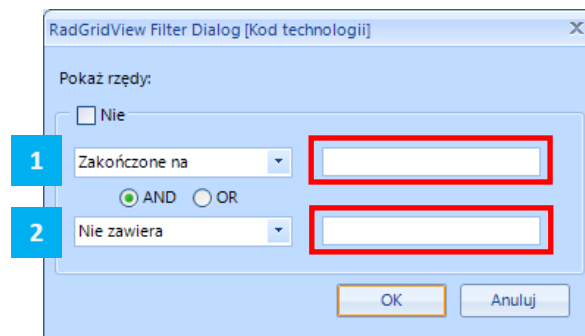 RadGridView Filter Dialog [Kod technologii] X
Pokaż rzędy:
Nie
1 Zakończone na
AND OR
2 Nie zawiera
OK Anuluj